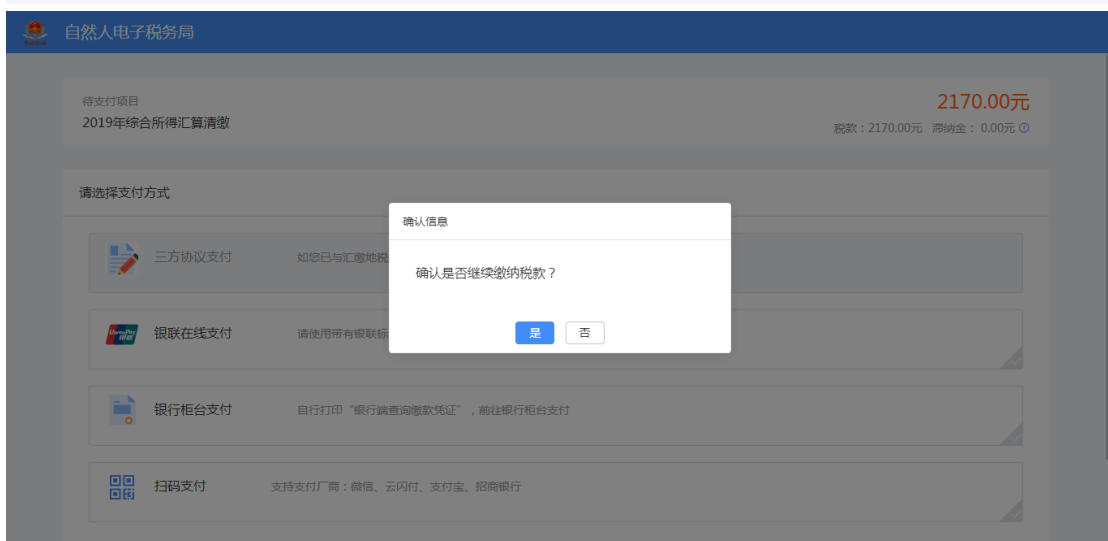 自然人电子税务局
待支付项目
2170.00元
2019年综合所得汇算清缴
税款：2170.00元 滞纳金： 0.00元
请选择支付方式
确认信息
三方协议支付 如您已与汇缴地税
确认是否继续缴纳税款？
银联在线支付 请使用带有银联标
是 否
银行柜台支付 自行打印“银行端查询缴款凭证”，前往银行柜台支付
扫码支付 支持支付厂商：微信、云闪付、支付宝、招商银行